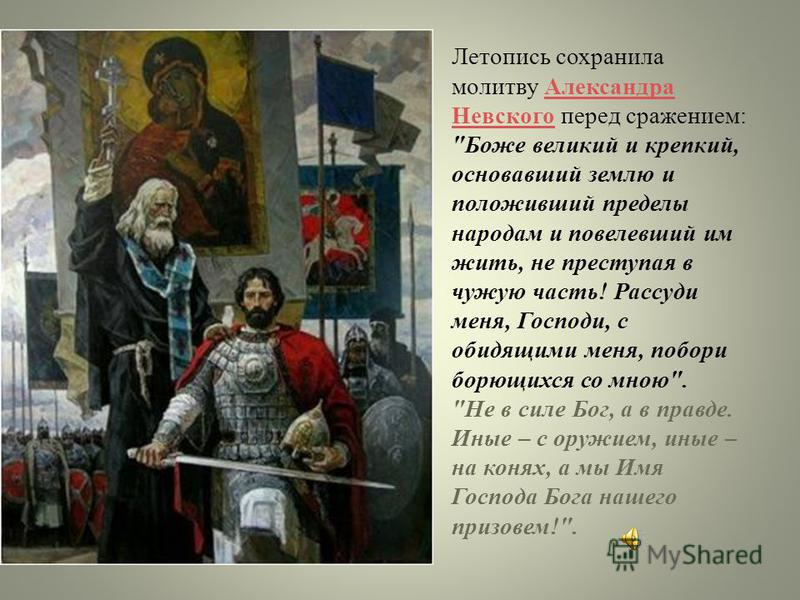 Летопись сохранила
молитву Александра
Невского перед сражением:
"Боже великий и крепкий,
основавший землю и
положивший пределы
народам и повелевший им
жить, не преступая в
чужую часть! Рассуди
меня, Господи, с
обидящими меня, побори
борющихся со мною".
"Не в силе Бог, а в правде.
Иные – с оружием, иные –
на конях, а мы Имя
Господа Бога нашего
призовем!".
MyShared